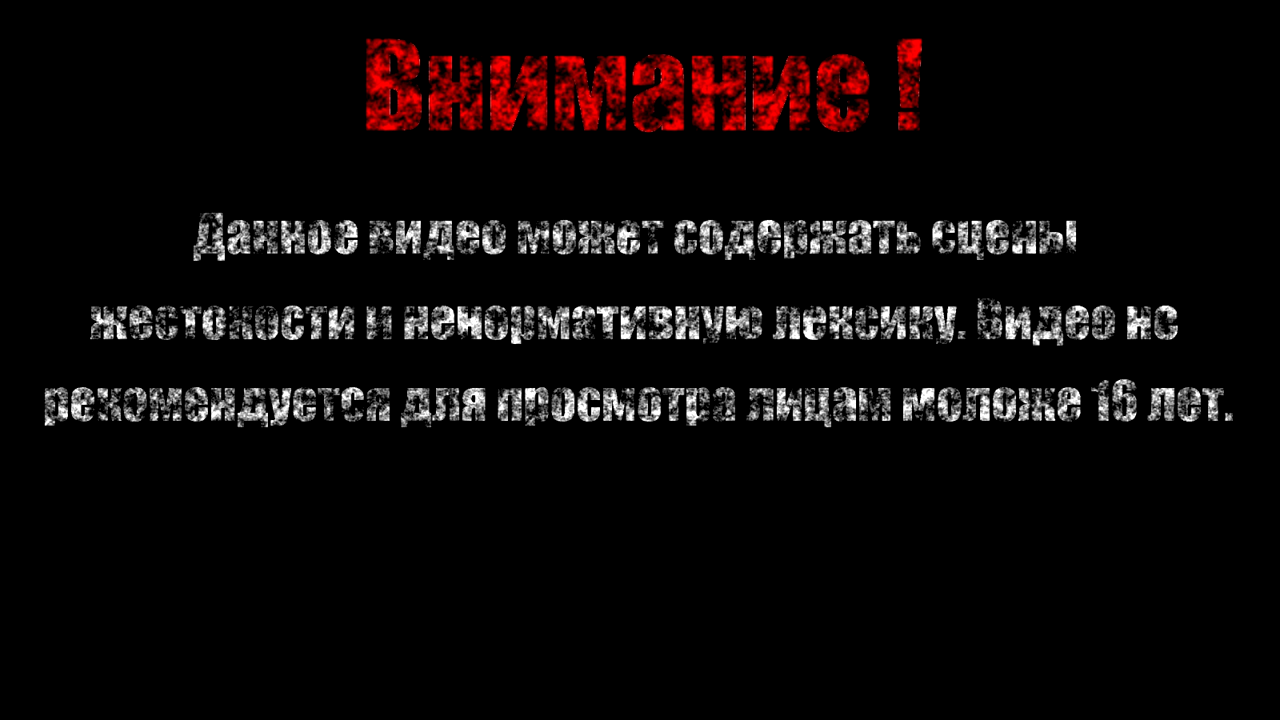 Внимание !
Данное видео может содержать сцены
жестокости и ненормативную лексику. Видео не
рекомендуется для просмотра лицам моложе 16 лет.